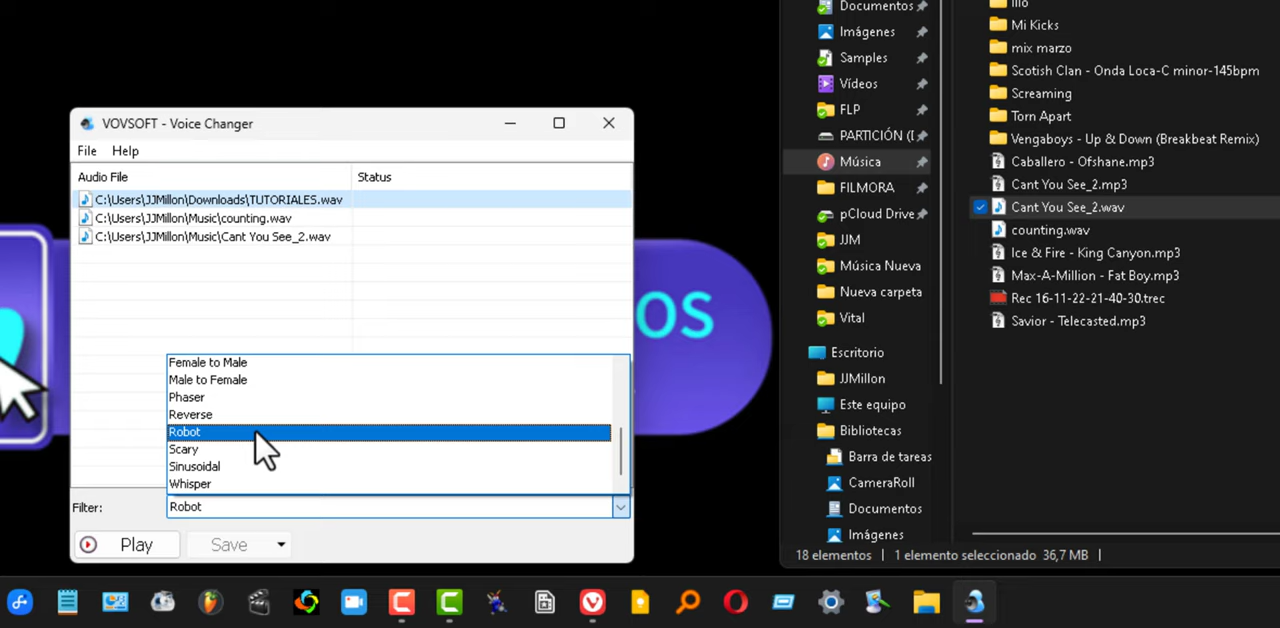 VOVSOFT - Voice Changer
File Help
Audio File Status
C:\Users\JJMillon\Downloads\TUTORIALES.wav
C:\Users\JJMillon\Music\counting.wav
C:\Users\JJMillon\Music\Cant You See_2.wav
Female to Male
Male to Female
Phaser
Reverse
Robot
Scary
Sinusoidal
Whisper
Filter: Robot
Play Save
OS
Documentos
Imágenes
Samples
Vídeos
FLP
PARTICIÓN (D
Música
FILMORA
pCloud Drive
JJM
Música Nueva
Nueva carpeta
Vital
Escritorio
JJMillon
Este equipo
Bibliotecas
Barra de tareas
CameraRoll
Documentos
Imágenes
Mi Kicks
mix marzo
Scotish Clan - Onda Loca-C minor-145bpm
Screaming
Torn Apart
Vengaboys - Up & Down (Breakbeat Remix)
Caballero - Ofshane.mp3
Cant You See_2.mp3
Cant You See_2.wav
counting.wav
Ice & Fire - King Canyon.mp3
Max-A-Million - Fat Boy.mp3
Rec 16-11-22-21-40-30.trec
Savior - Telecasted.mp3
18 elementos 1 elemento seleccionado 36,7 MB